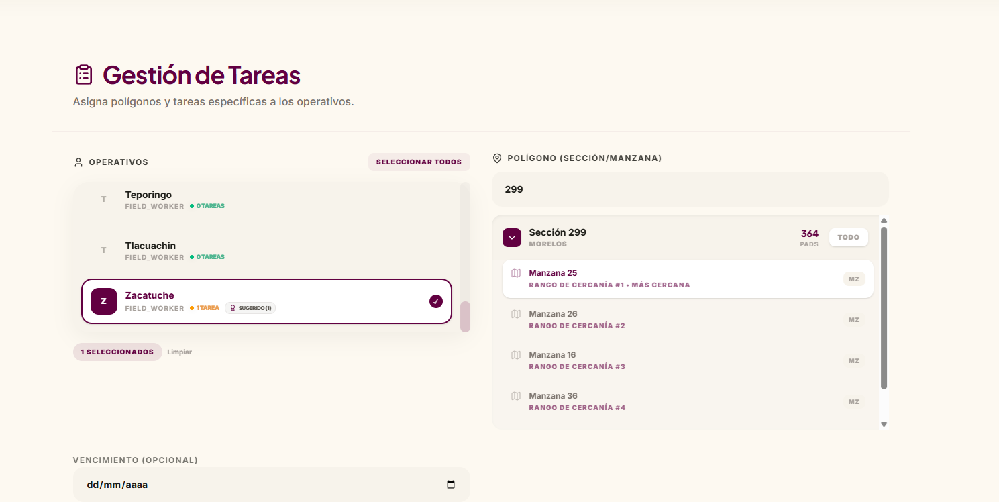 Gestión de Tareas
Asigna polígonos y tareas específicas a los operativos.
OPERATIVOS
SELECCIONAR TODOS
T
Teporingo
FIELD_WORKER 0 TAREAS
T
Tlacuachin
FIELD_WORKER 0 TAREAS
Z
Zacatuche
FIELD_WORKER 1 TAREA SUGERIDO (1)
1 SELECCIONADOS Limpiar
VENCIMIENTO (OPCIONAL)
dd/mm/aaaa
POLÍGONO (SECCIÓN/MANZANA)
299
Sección 299
MORELOS
364
PADS
TODO
Manzana 25
RANGO DE CERCANÍA #1 • MÁS CERCANA
MZ
Manzana 26
RANGO DE CERCANÍA #2
MZ
Manzana 16
RANGO DE CERCANÍA #3
MZ
Manzana 36
RANGO DE CERCANÍA #4
MZ